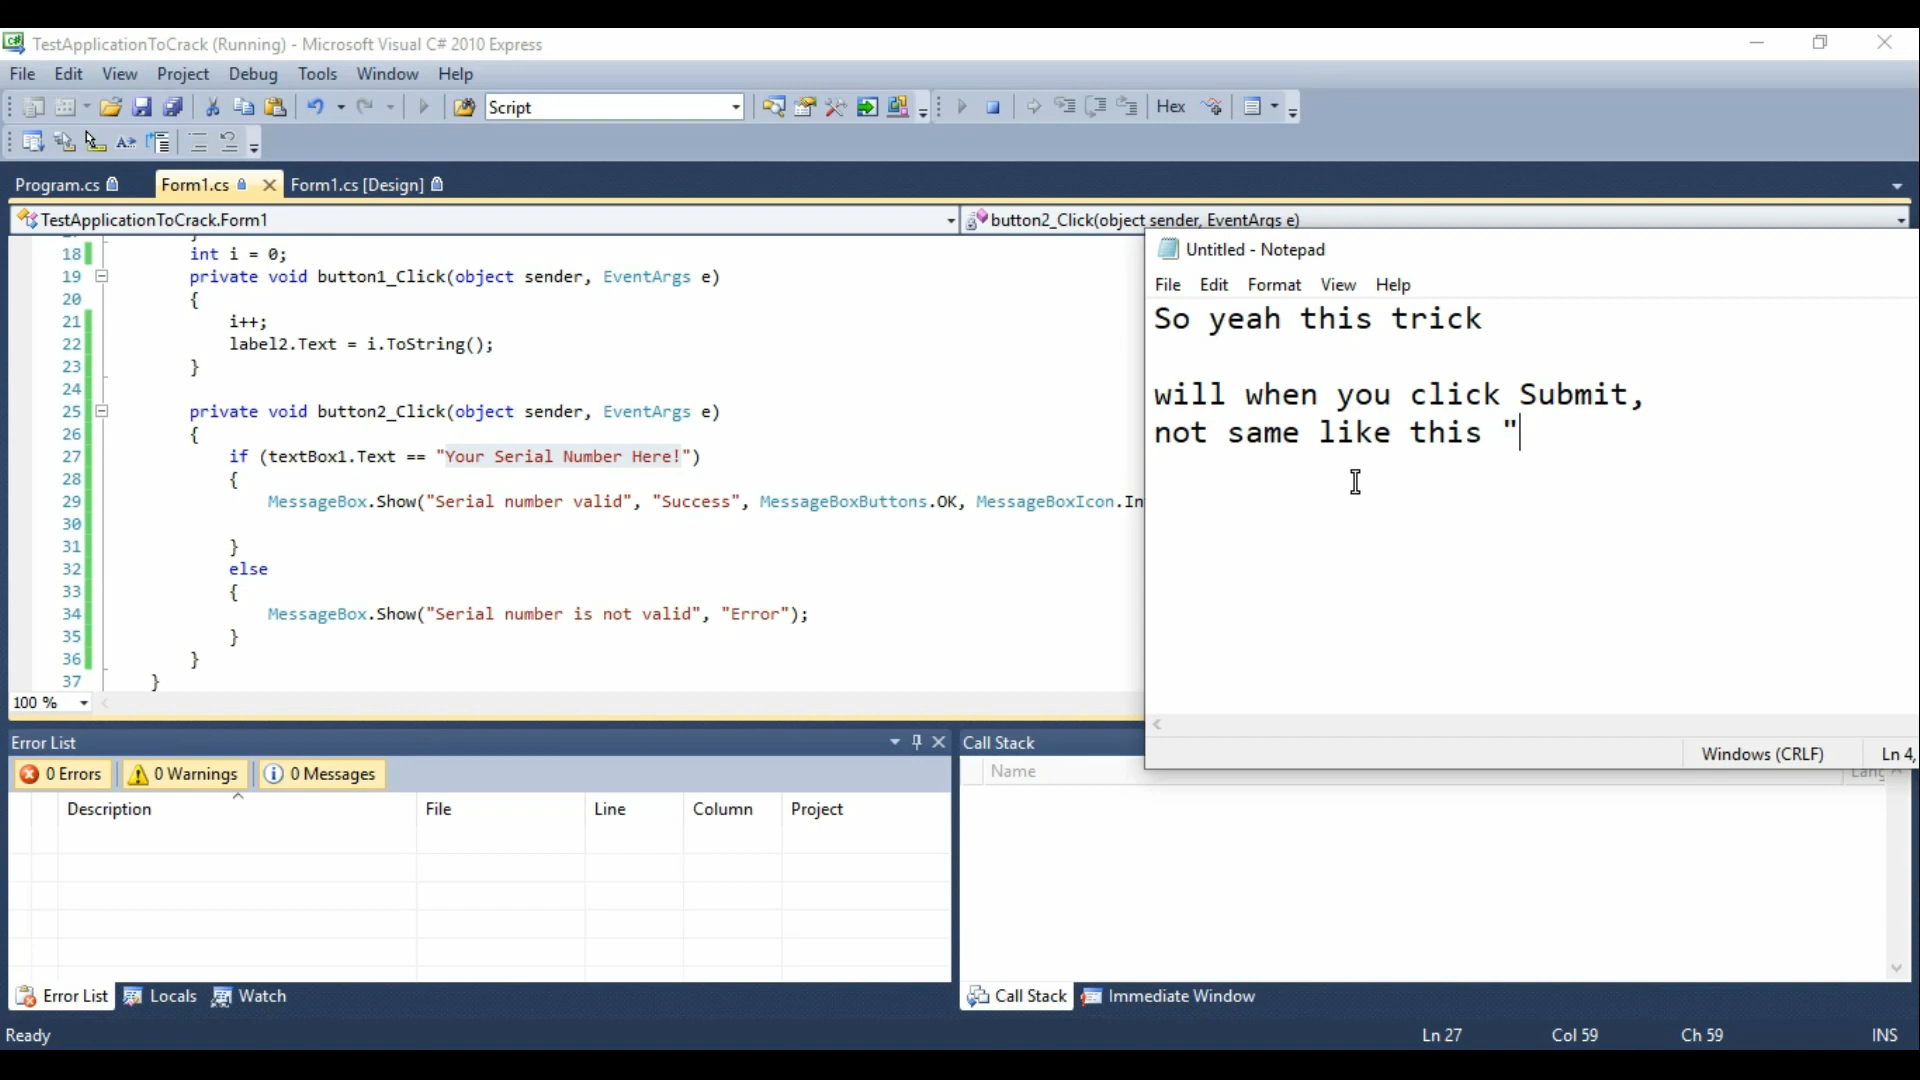 TestApplicationToCrack (Running) - Microsoft Visual C# 2010 Express
File Edit View Project Debug Tools Window Help
Script
Hex
Program.cs Form1.cs Form1.cs [Design]
TestApplicationToCrack.Form1 button2_Click(object sender, EventArgs e)
18 int i = 0;
19 private void button1_Click(object sender, EventArgs e)
20 {
21 i++;
22 label2.Text = i.ToString();
23 }
24
25 private void button2_Click(object sender, EventArgs e)
26 {
27 if (textBox1.Text == "Your Serial Number Here!")
28 {
29 MessageBox.Show("Serial number valid", "Success", MessageBoxButtons.OK, MessageBoxIcon.In
30
31 }
32 else
33 {
34 MessageBox.Show("Serial number is not valid", "Error");
35 }
36 }
37 }
100 %
Untitled - Notepad
File Edit Format View Help
So yeah this trick
will when you click Submit,
not same like this "
Windows (CRLF) Ln 4,
Error List
0 Errors 0 Warnings 0 Messages
Description File Line Column Project
Error List Locals Watch
Call Stack
Name
Call Stack Immediate Window
Ready Ln 27 Col 59 Ch 59 INS